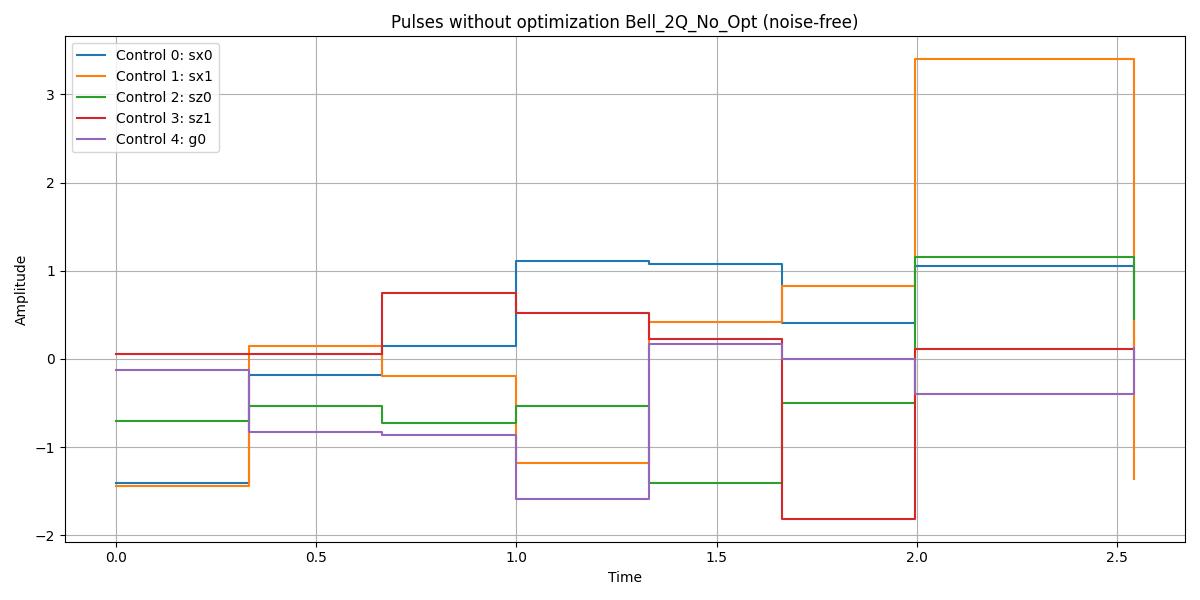 Pulses without optimization Bell_2Q_No_Opt (noise-free)
Control 0: sx0
Control 1: sx1
Control 2: sz0
Control 3: sz1
Control 4: g0
Amplitude
3
2
1
0
−1
−2
0.0 0.5 1.0 1.5 2.0 2.5
Time